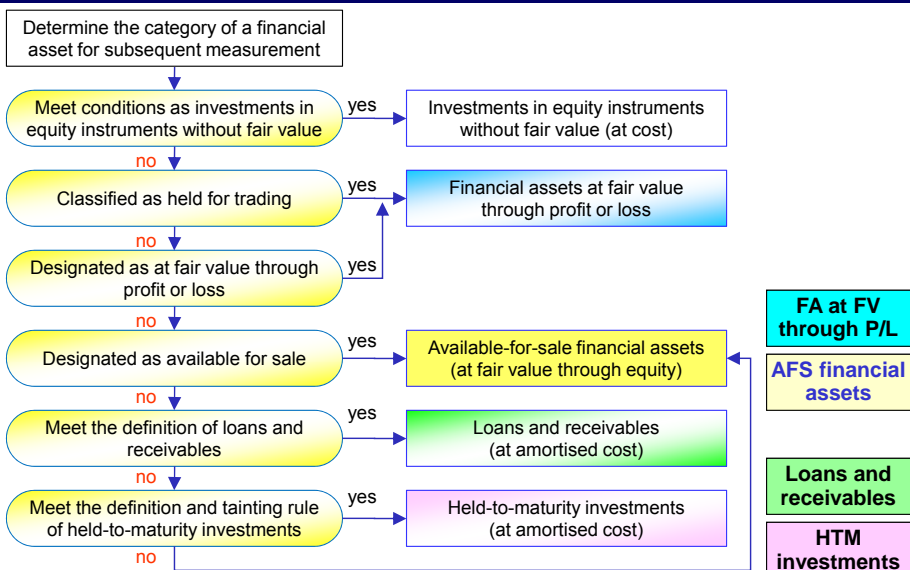 Determine the category of a financial
asset for subsequent measurement
Meet conditions as investments in
equity instruments without fair value
yes
Investments in equity instruments
without fair value (at cost)
no
Classified as held for trading
yes
Financial assets at fair value
through profit or loss
no
Designated as at fair value through
profit or loss
yes
no
Designated as available for sale
yes
Available-for-sale financial assets
(at fair value through equity)
no
Meet the definition of loans and
receivables
yes
Loans and receivables
(at amortised cost)
no
Meet the definition and tainting rule
of held-to-maturity investments
yes
Held-to-maturity investments
(at amortised cost)
no
FA at FV
through P/L
AFS financial
assets
Loans and
receivables
HTM
investments